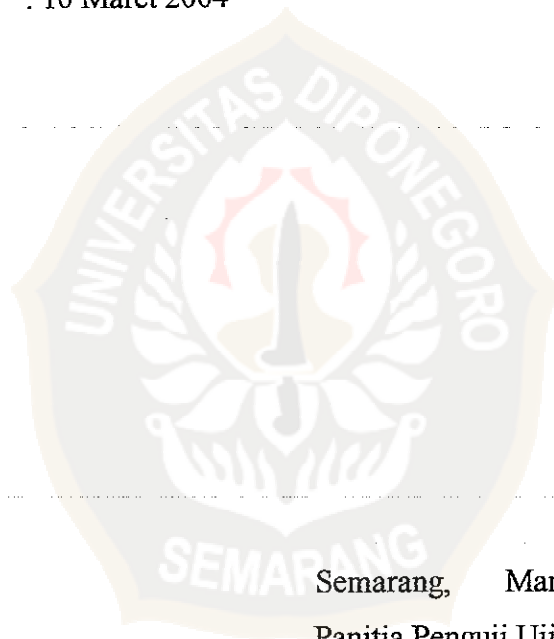 : 16 Maret 2004
UNIVERSITAS DIPONEGORO
SEMARANG
Semarang, Mar
Panitia Penguji Uji